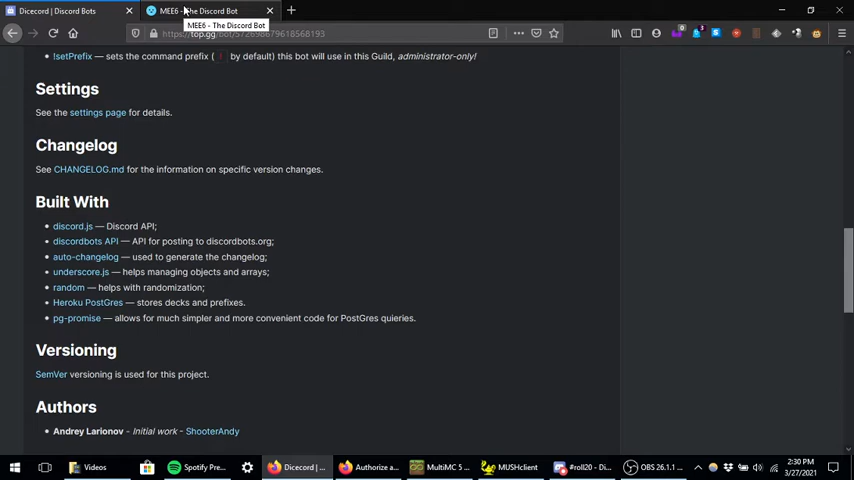 Dicecord | Discord Bots
MEE6 - The Discord Bot
MEE6 - The Discord Bot
https://top.gg/bot/572698679618568193
!setPrefix — sets the command prefix ( ! by default) this bot will use in this Guild, administrator-only!
Settings
See the settings page for details.
Changelog
See CHANGELOG.md for the information on specific version changes.
Built With
discord.js — Discord API;
discordbots API — API for posting to discordbots.org;
auto-changelog — used to generate the changelog;
underscore.js — helps managing objects and arrays;
random — helps with randomization;
Heroku PostGres — stores decks and prefixes.
pg-promise — allows for much simpler and more convenient code for PostGres quieries.
Versioning
SemVer versioning is used for this project.
Authors
Andrey Larionov - Initial work - ShooterAndy
Videos
Spotify Pre...
Dicecord | ...
Authorize a...
MultiMC 5 ...
MUSHclient
#roll20 - Di...
OBS 26.1.1 ...
2:30 PM
3/27/2021